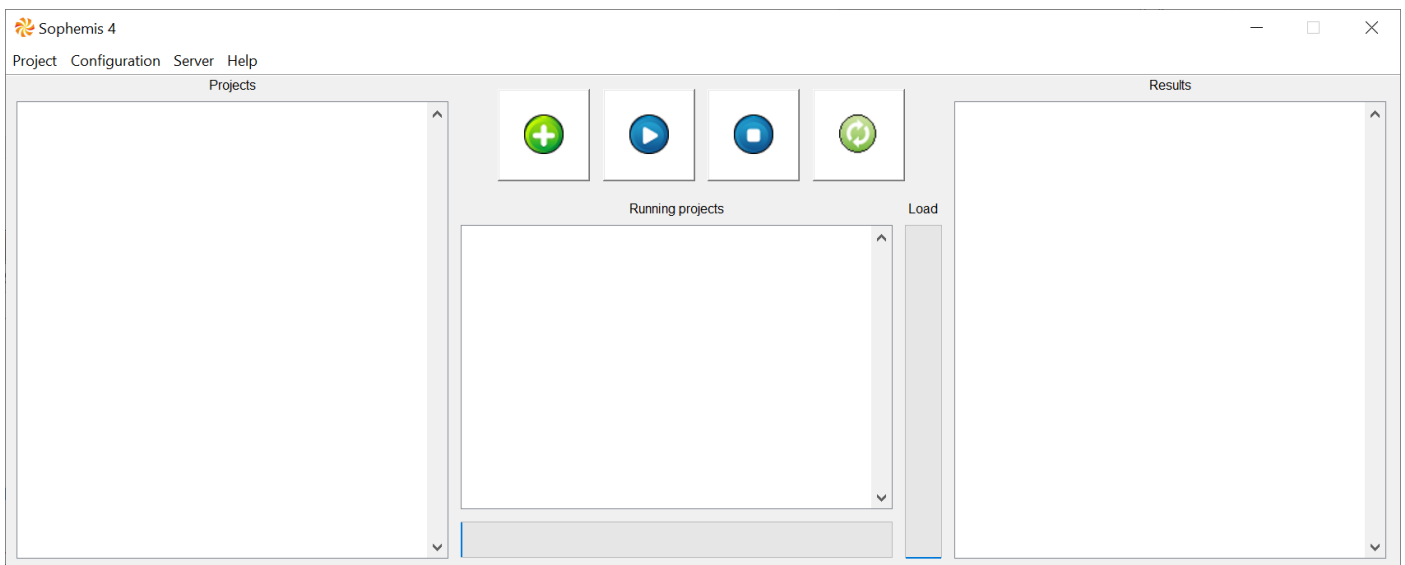 Sophemis 4
Project Configuration Server Help
Projects
Results
Running projects
Load